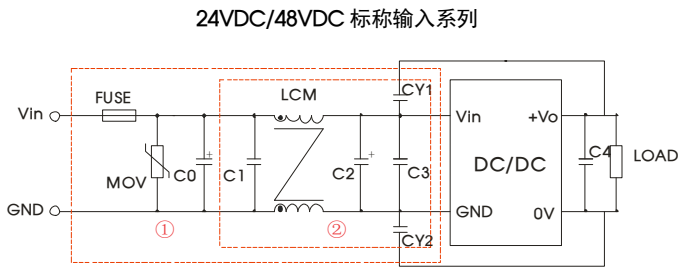 24VDC/48VDC 标称输入系列
FUSE
LCM
CY1
Vin
Vin
+Vo
MOV
C0
+
C1
C2
+
C3
DC/DC
C4
LOAD
GND
①
②
GND
0V
CY2